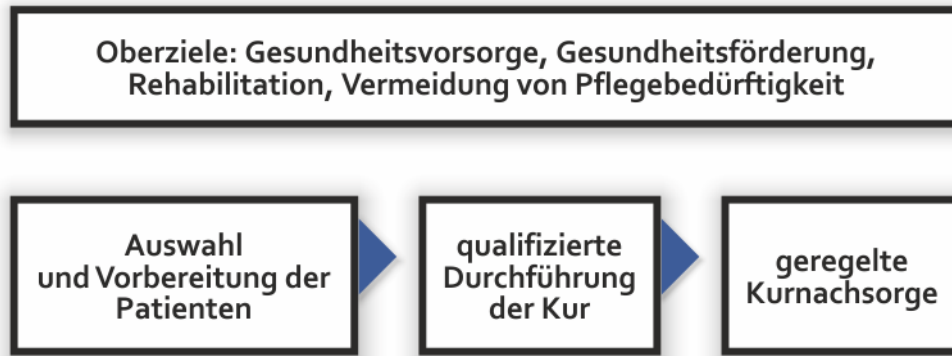 Oberziele: Gesundheitsvorsorge, Gesundheitsförderung,
Rehabilitation, Vermeidung von Pflegebedürftigkeit
Auswahl
und Vorbereitung der
Patienten
qualifizierte
Durchführung
der Kur
geregelte
Kurnachsorge